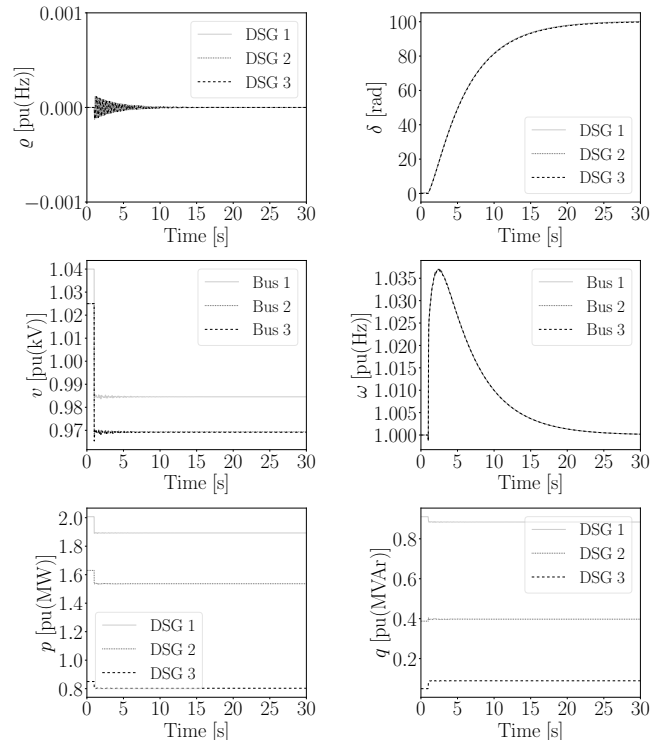 0.001
0.000
−0.001
ϱ [pu(Hz)]
DSG 1
DSG 2
DSG 3
0 5 10 15 20 25 30
Time [s]
100
80
60
40
20
0
δ [rad]
DSG 1
DSG 2
DSG 3
0 5 10 15 20 25 30
Time [s]
1.04
1.03
1.02
1.01
1.00
0.99
0.98
0.97
v [pu(kV)]
Bus 1
Bus 2
Bus 3
0 5 10 15 20 25 30
Time [s]
1.035
1.030
1.025
1.020
1.015
1.010
1.005
1.000
ω [pu(Hz)]
Bus 1
Bus 2
Bus 3
0 5 10 15 20 25 30
Time [s]
2.0
1.8
1.6
1.4
1.2
1.0
0.8
p [pu(MW)]
DSG 1
DSG 2
DSG 3
0 5 10 15 20 25 30
Time [s]
0.8
0.6
0.4
0.2
q [pu(MVAr)]
DSG 1
DSG 2
DSG 3
0 5 10 15 20 25 30
Time [s]